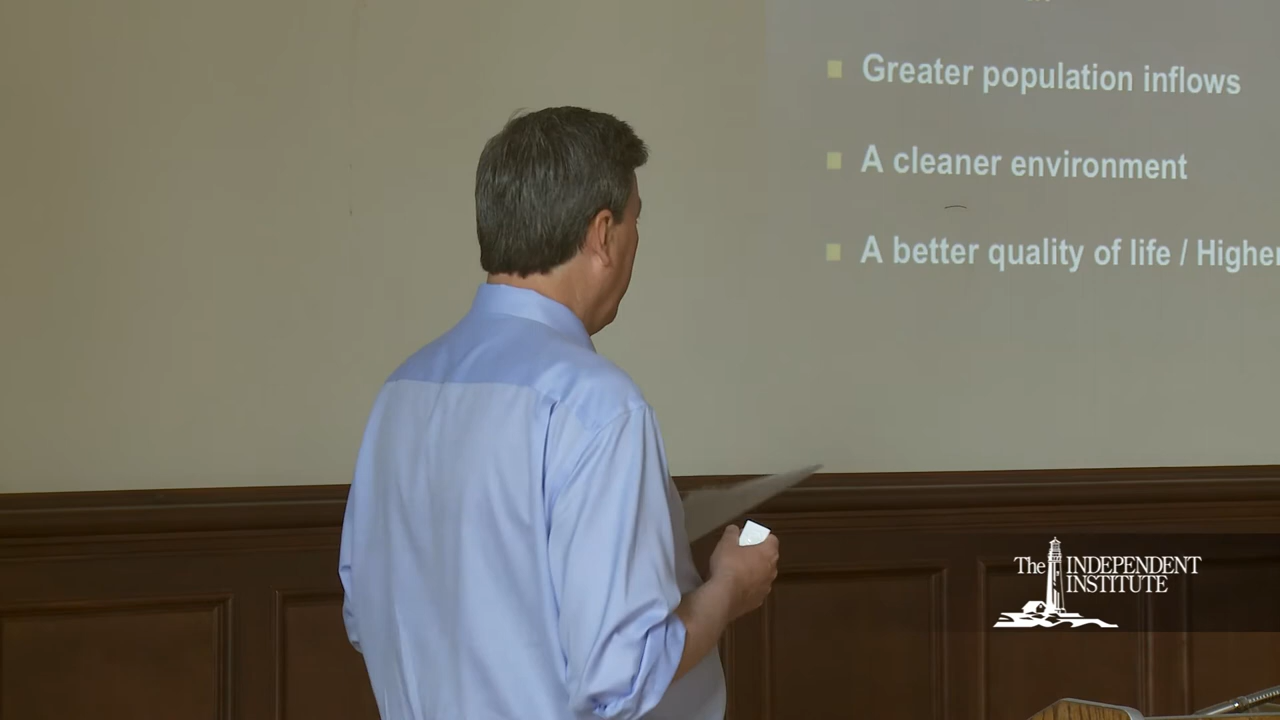 Greater population inflows
A cleaner environment
A better quality of life / Higher
The INDEPENDENT
INSTITUTE